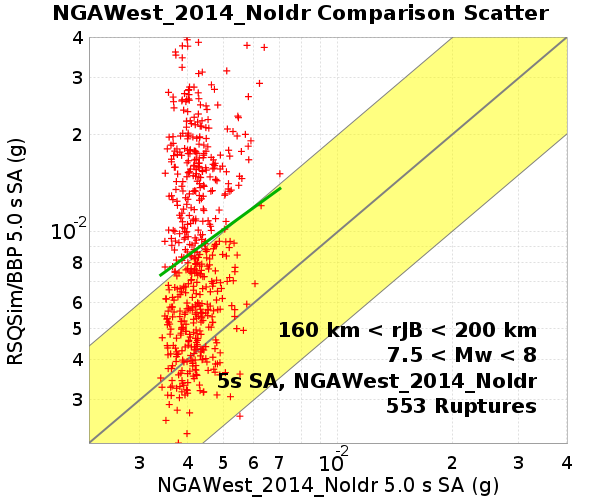 NGAWest_2014_NoIdr Comparison Scatter
4
3
2
10-2
8
6
5
4
3
RSQSim/BBP 5.0 s SA (g)
160 km < rJB < 200 km
7.5 < Mw < 8
5s SA, NGAWest_2014_NoIdr
553 Ruptures
3 4 5 6 7 10-2 2 3 4
NGAWest_2014_NoIdr 5.0 s SA (g)